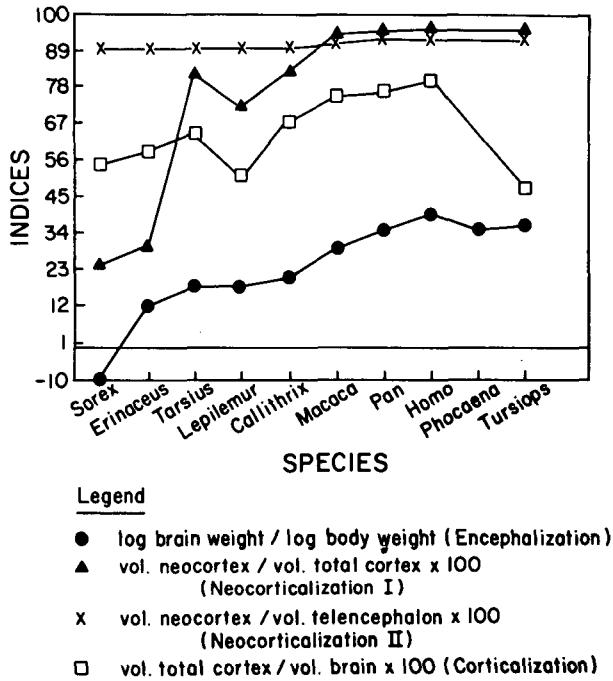 100
89
78
67
56
45
34
23
12
1
-10
INDICES
Sorex
Erinaceus
Tarsius
Lepilemur
Callithrix
Macaca
Pan
Homo
Phocaena
Tursiops
SPECIES
Legend
● log brain weight / log body weight (Encephalization)
▲ vol. neocortex / vol. total cortex x 100
(Neocorticalization I)
x vol. neocortex / vol. telencephalon x 100
(Neocorticalization II)
□ vol. total cortex / vol. brain x 100 (Corticalization)